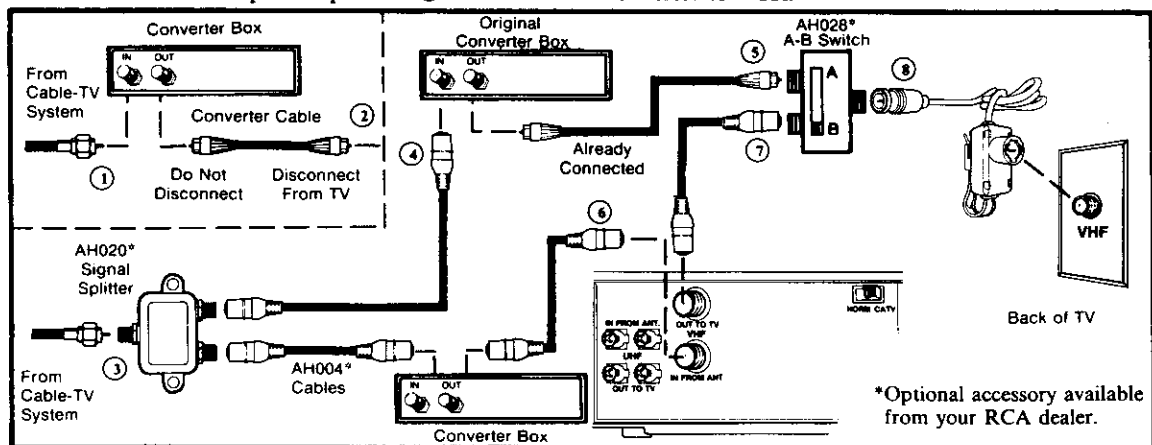 Converter Box
IN OUT
From
Cable-TV
System
Converter Cable
2
1
Do Not
Disconnect
Disconnect
From TV
Original
Converter Box
IN OUT
4
Already
Connected
5
AH028*
A-B Switch
A
B
7
8
VHF
Back of TV
AH020*
Signal
Splitter
3
From
Cable-TV
System
AH004*
Cables
IN OUT
Converter Box
6
IN FROM ANT.
UHF
OUT TO TV
OUT TO TV
VHF
IN FROM ANT
NORM CATV
*Optional accessory available
from your RCA dealer.